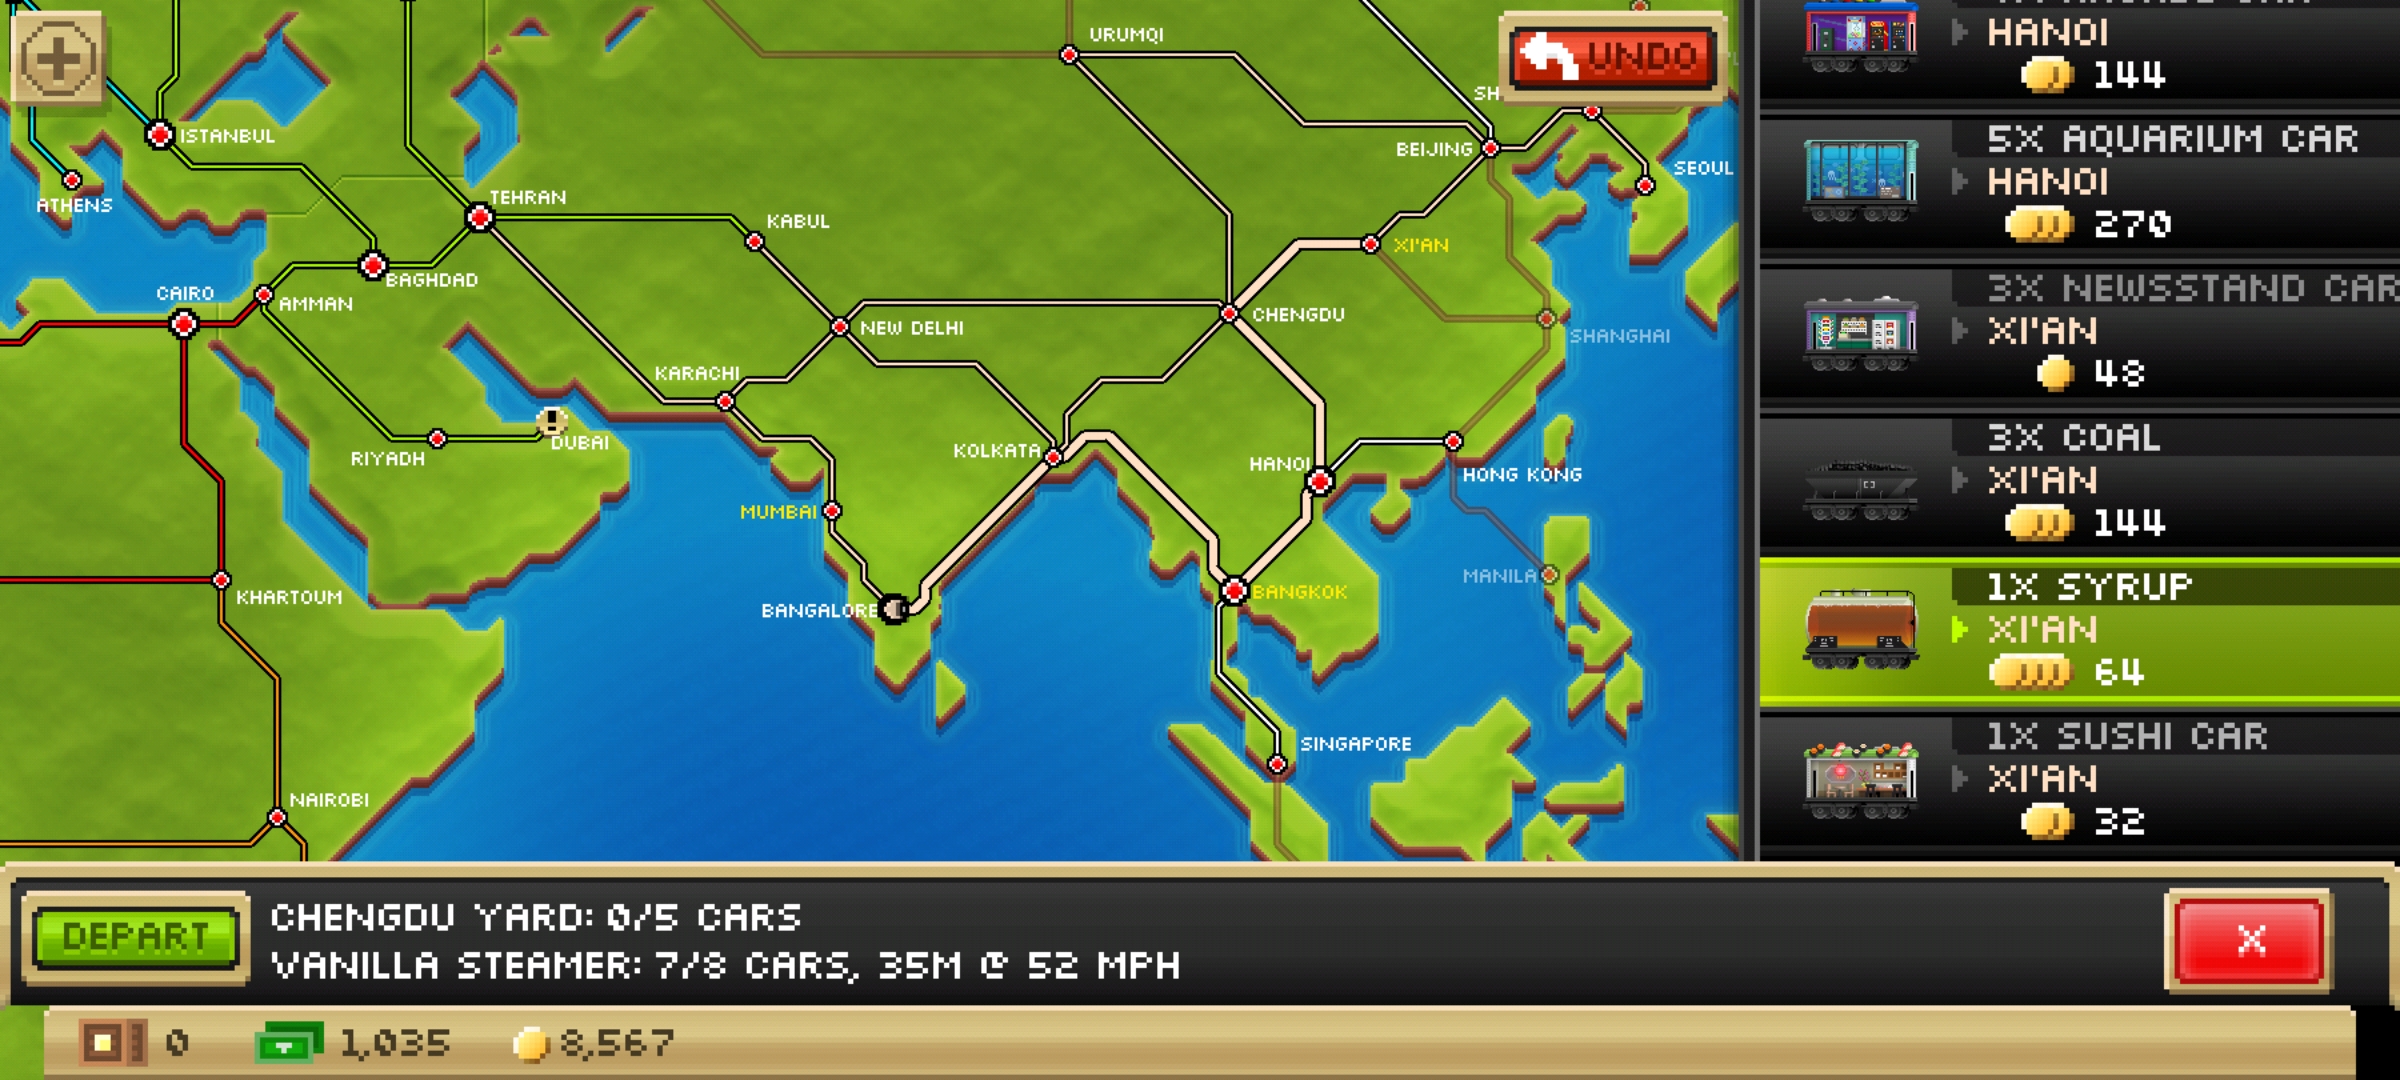 URUMQI
UNDO
SH
BEIJING
SEOUL
ISTANBUL
ATHENS
TEHRAN
KABUL
XI'AN
BAGHDAD
CAIRO
AMMAN
NEW DELHI
CHENGDU
SHANGHAI
KARACHI
RIYADH
DUBAI
KOLKATA
HANOI
HONG KONG
MUMBAI
MANILA
KHARTOUM
BANGALORE
BANGKOK
SINGAPORE
NAIROBI
HANOI
144
5X AQUARIUM CAR
HANOI
270
3X NEWSSTAND CAR
XI'AN
48
3X COAL
XI'AN
144
1X SYRUP
XI'AN
64
1X SUSHI CAR
XI'AN
32
DEPART
CHENGDU YARD: 0/5 CARS
VANILLA STEAMER: 7/8 CARS, 35M @ 52 MPH
X
0
1,035
8,567